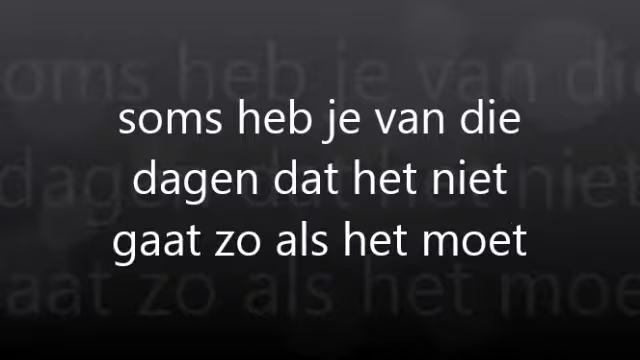 soms heb je van die
dagen dat het niet
gaat zo als het moet